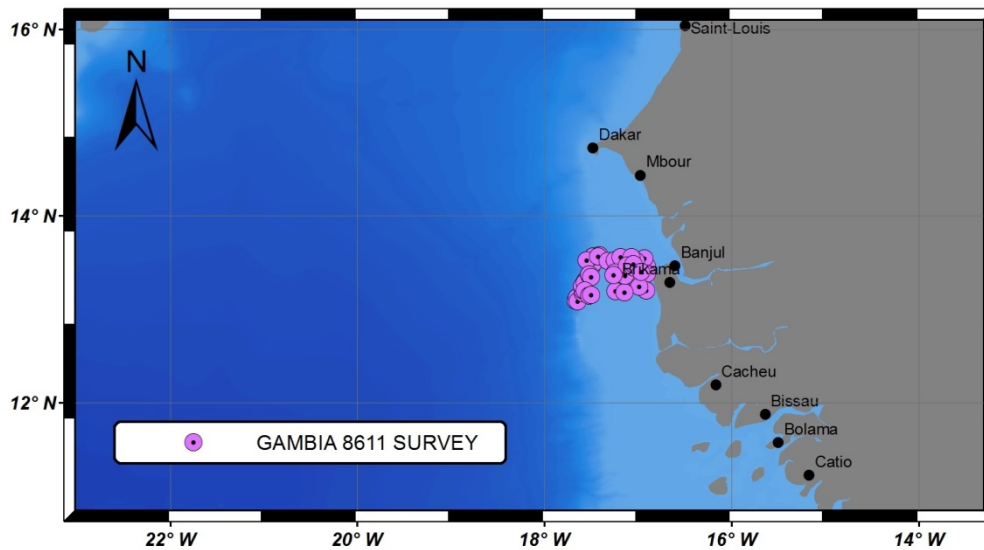 16° N
Saint-Louis
N
Dakar
Mbour
14° N
Banjul
Brikama
12° N
Cacheu
Bissau
Bolama
Catio
GAMBIA 8611 SURVEY
22° W
20° W
18° W
16° W
14° W